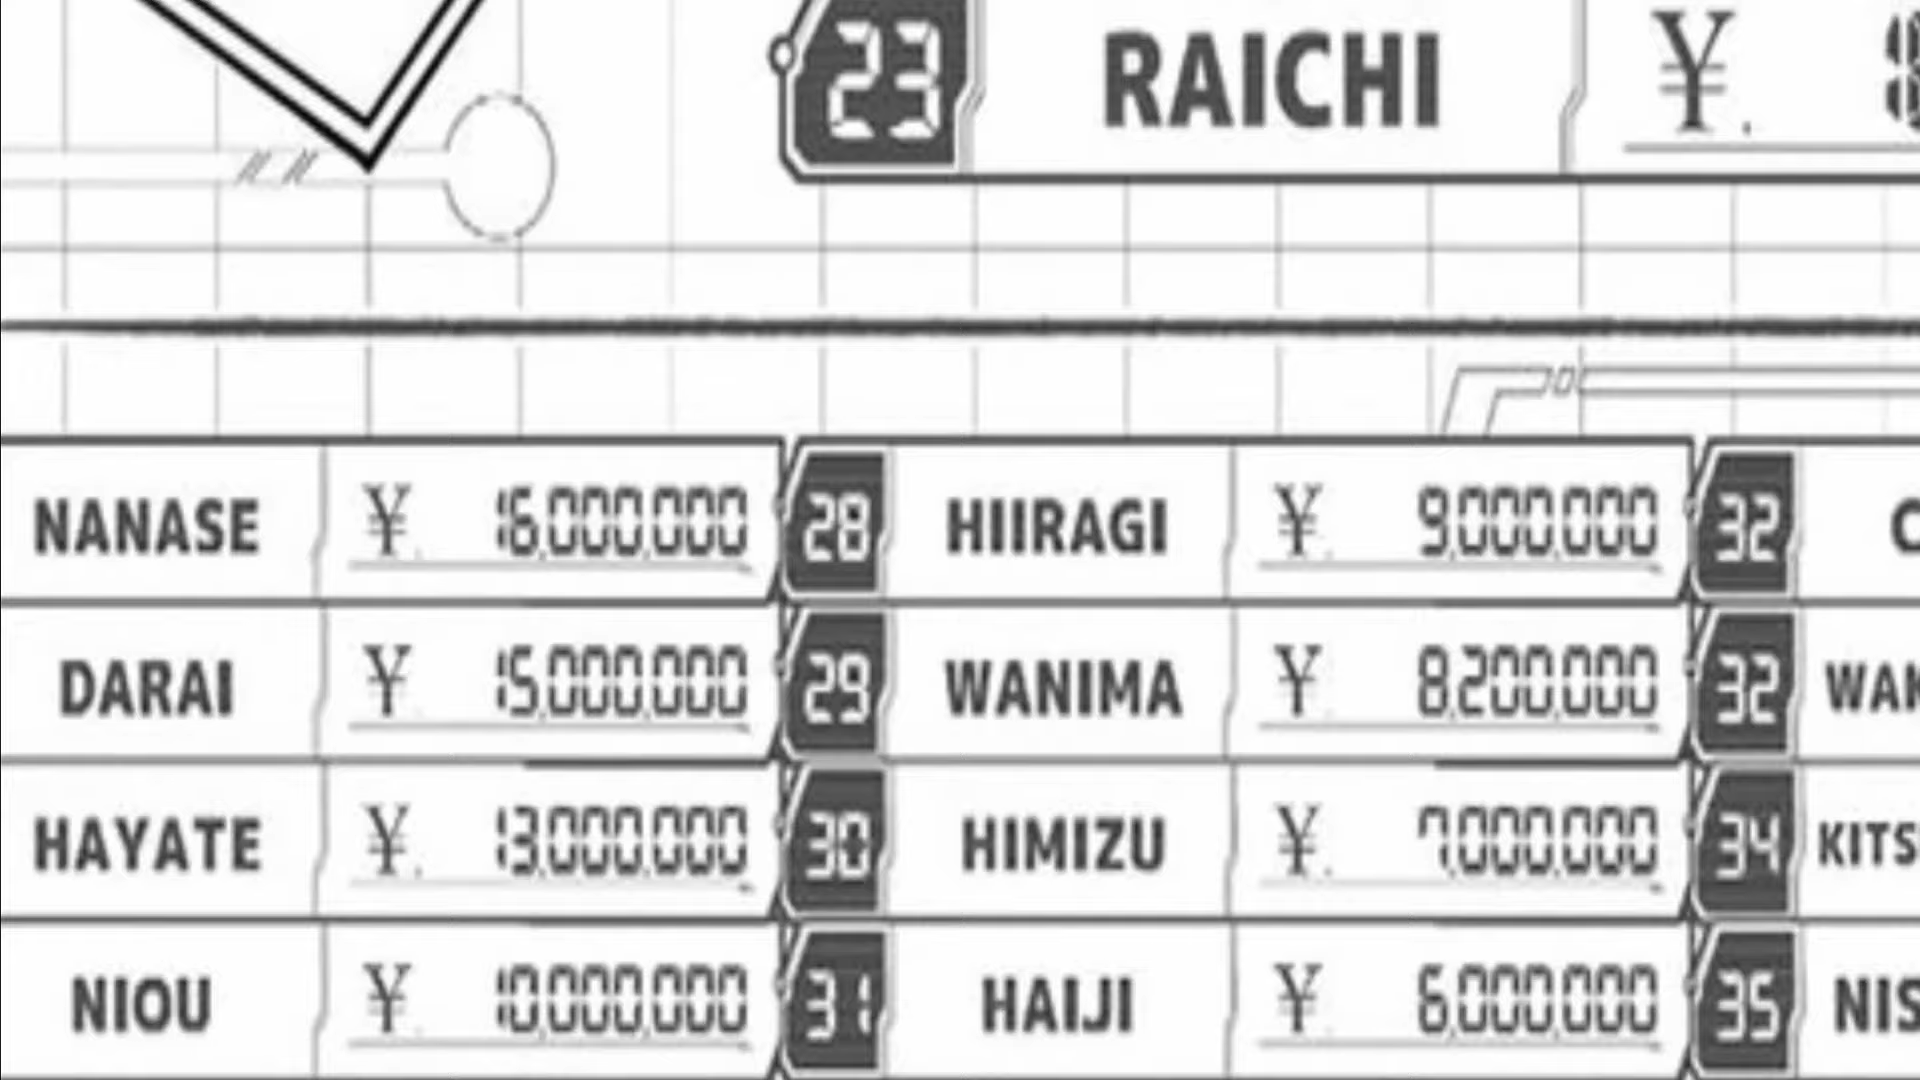 23 RAICHI ¥.
NANASE ¥. 16,000,000 28 HIIRAGI ¥. 9,000,000 32
DARAI ¥. 15,000,000 29 WANIMA ¥. 8,200,000 32
HAYATE ¥. 13,000,000 30 HIMIZU ¥. 7,000,000 34 KITS
NIOU ¥. 10,000,000 31 HAIJI ¥. 6,000,000 35 NIS